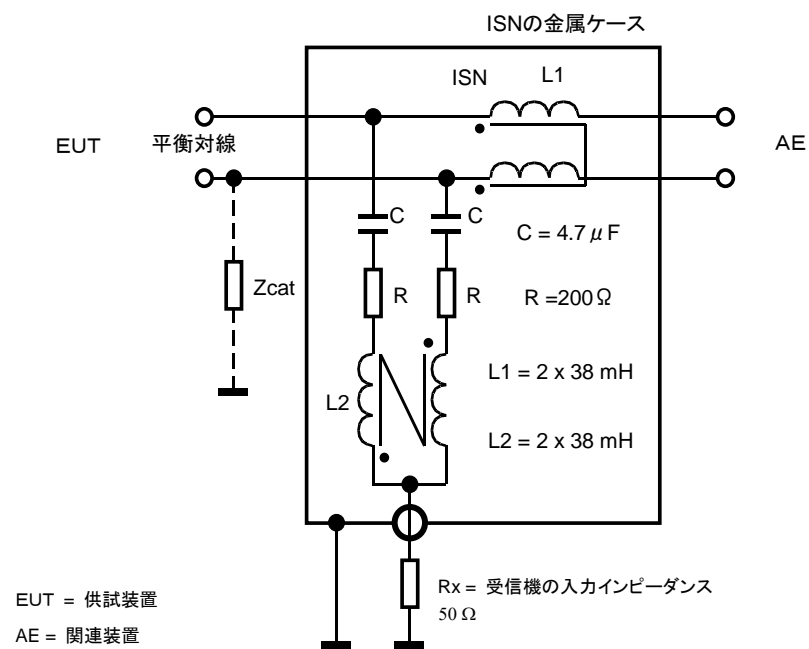 ISNの金属ケース
ISN
L1
EUT
平衡対線
AE
C
C
C = 4.7μF
Zcat
R
R
R =200Ω
L1 = 2 x 38 mH
L2
L2 = 2 x 38 mH
Rx = 受信機の入力インピーダンス
50 Ω
EUT = 供試装置
AE = 関連装置